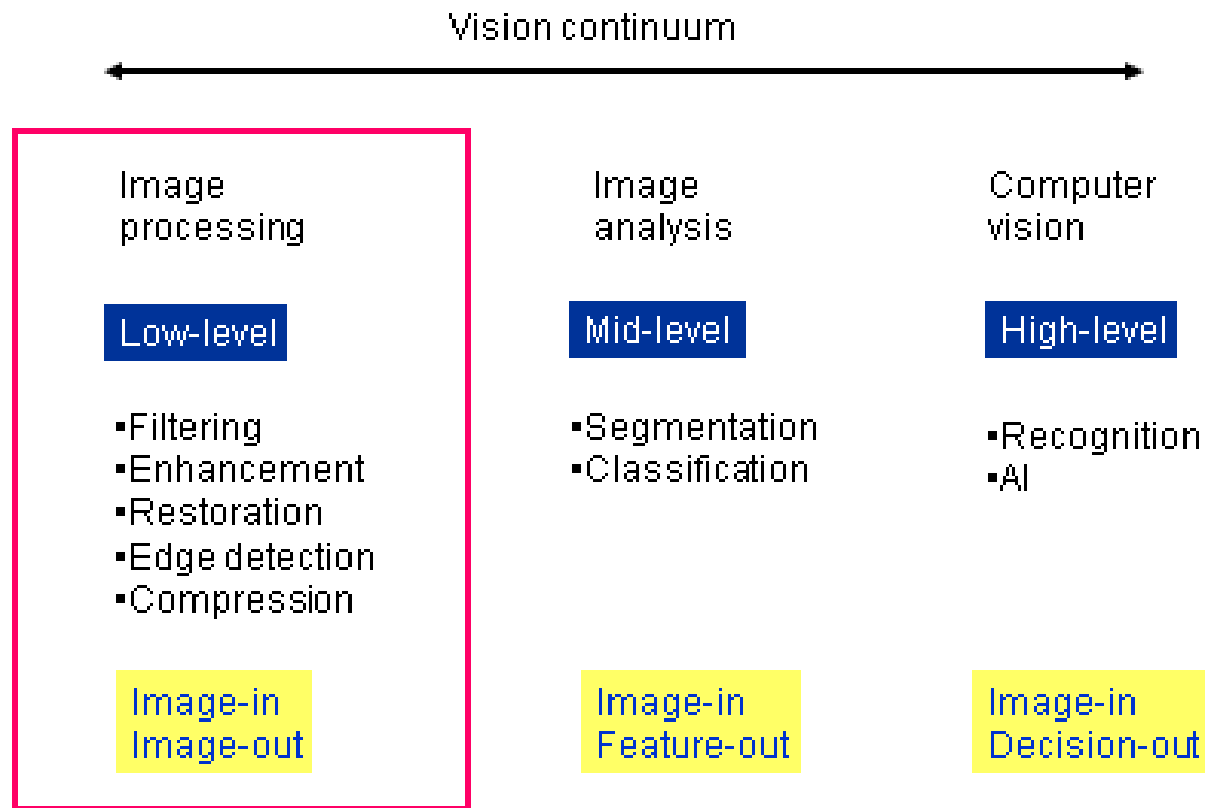 Vision continuum
Image
processing
Low-level
▪Filtering
▪Enhancement
▪Restoration
▪Edge detection
▪Compression
Image-in
Image-out
Image
analysis
Mid-level
▪Segmentation
▪Classification
Image-in
Feature-out
Computer
vision
High-level
▪Recognition
▪AI
Image-in
Decision-out